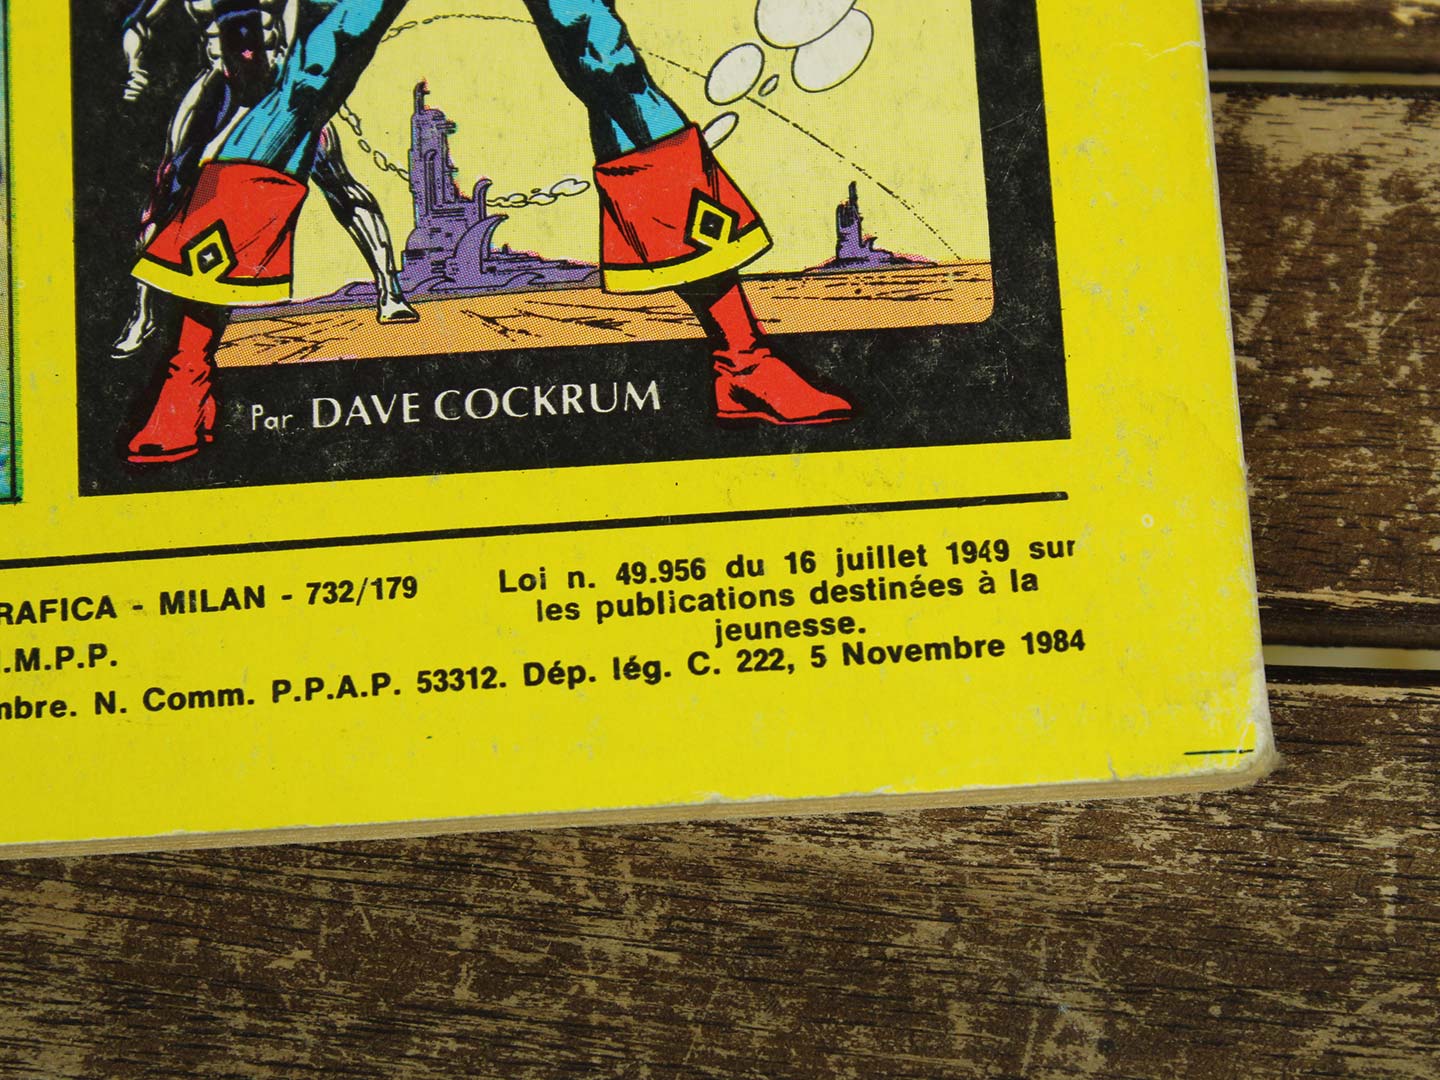 Par DAVE COCKRUM
RAFICA - MILAN - 732/179
.M.P.P.
mbre. N. Comm. P.P.A.P. 53312. Dép. lég. C. 222, 5 Novembre 1984
Loi n. 49.956 du 16 juillet 1949 sur
les publications destinées à la
jeunesse.